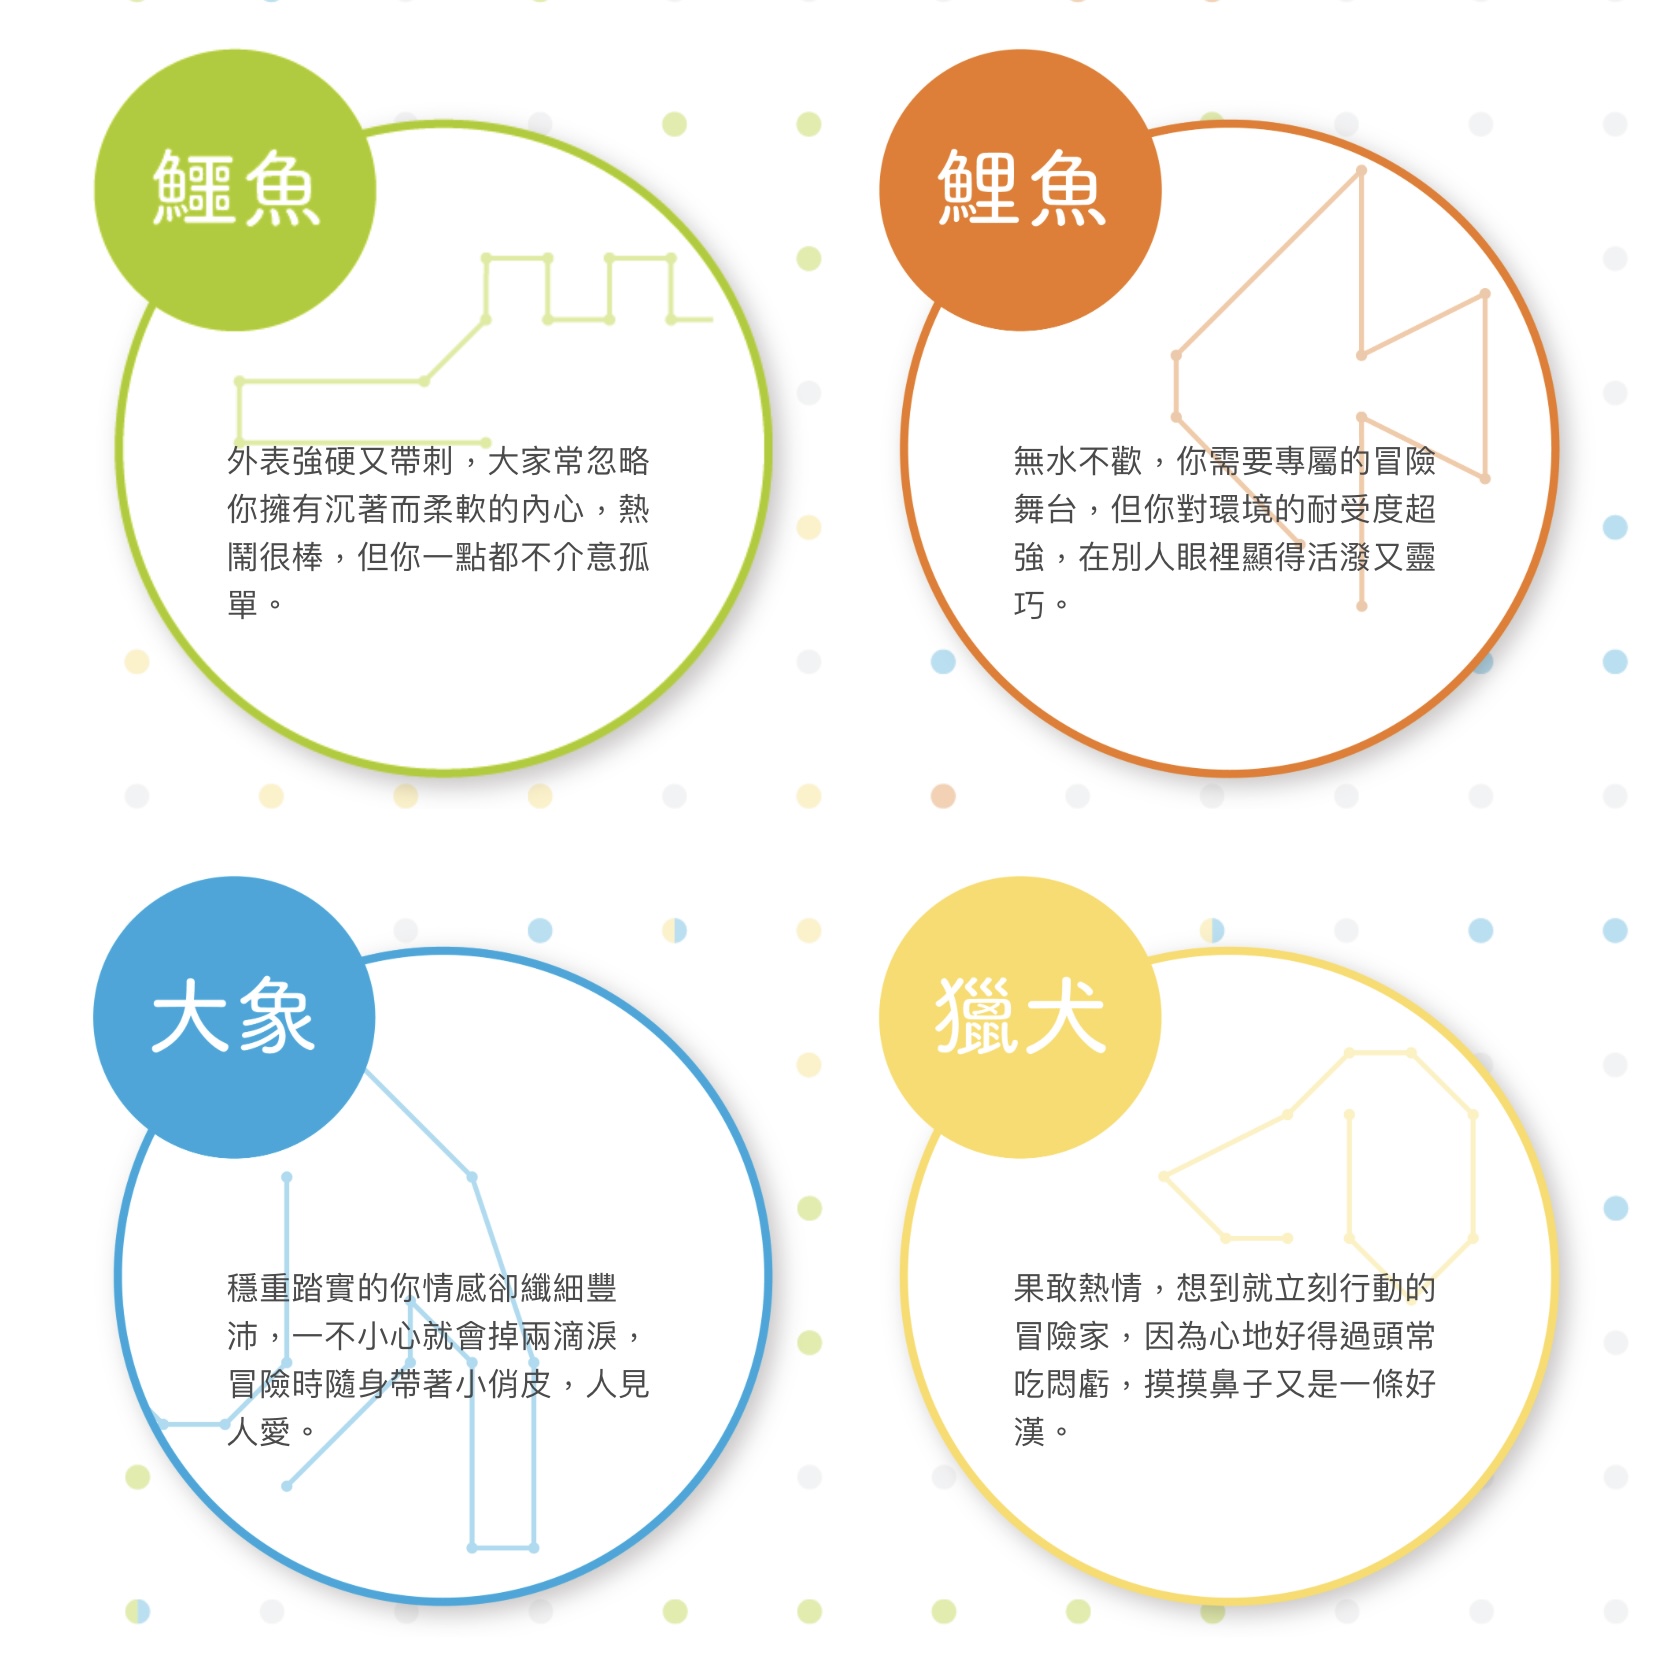 鱷魚
外表強硬又帶刺，大家常忽略
你擁有沉著而柔軟的內心，熱
鬧很棒，但你一點都不介意孤
單。
鯉魚
無水不歡，你需要專屬的冒險
舞台，但你對環境的耐受度超
強，在別人眼裡顯得活潑又靈
巧。
大象
穩重踏實的你情感卻纖細豐
沛，一不小心就會掉兩滴淚，
冒險時隨身帶著小俏皮，人見
人愛。
獵犬
果敢熱情，想到就立刻行動的
冒險家，因為心地好得過頭常
吃悶虧，摸摸鼻子又是一條好
漢。